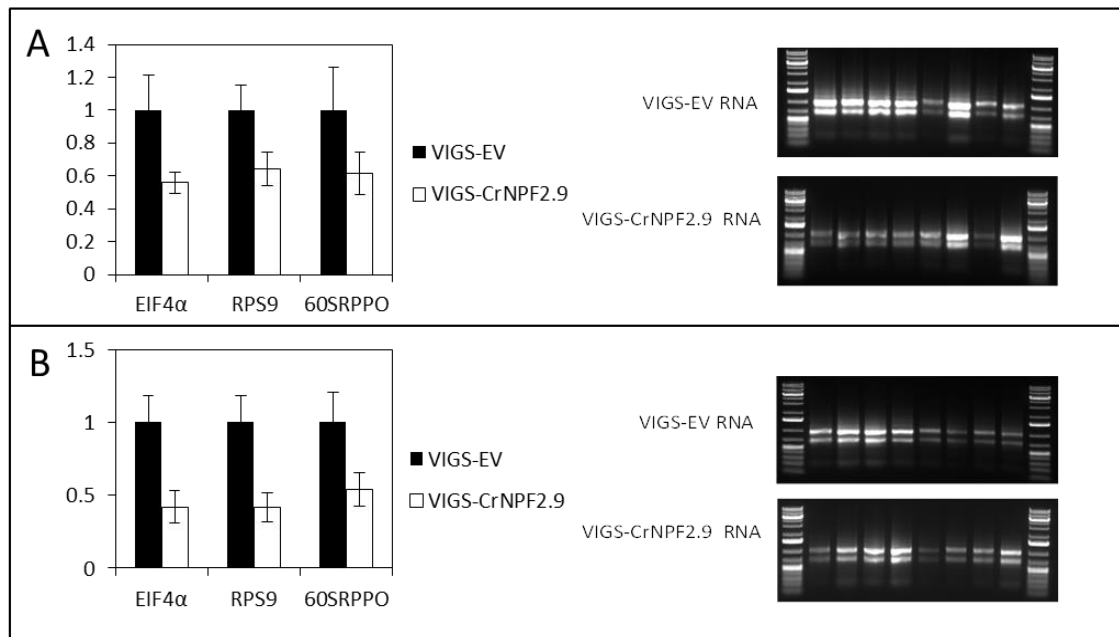 A
1.4
1.2
1
0.8
0.6
0.4
0.2
0
EIF4α RPS9 60SRPPO
VIGS-EV
VIGS-CrNPF2.9
VIGS-EV RNA
VIGS-CrNPF2.9 RNA
B
1.5
1
0.5
0
EIF4α RPS9 60SRPPO
VIGS-EV
VIGS-CrNPF2.9
VIGS-EV RNA
VIGS-CrNPF2.9 RNA